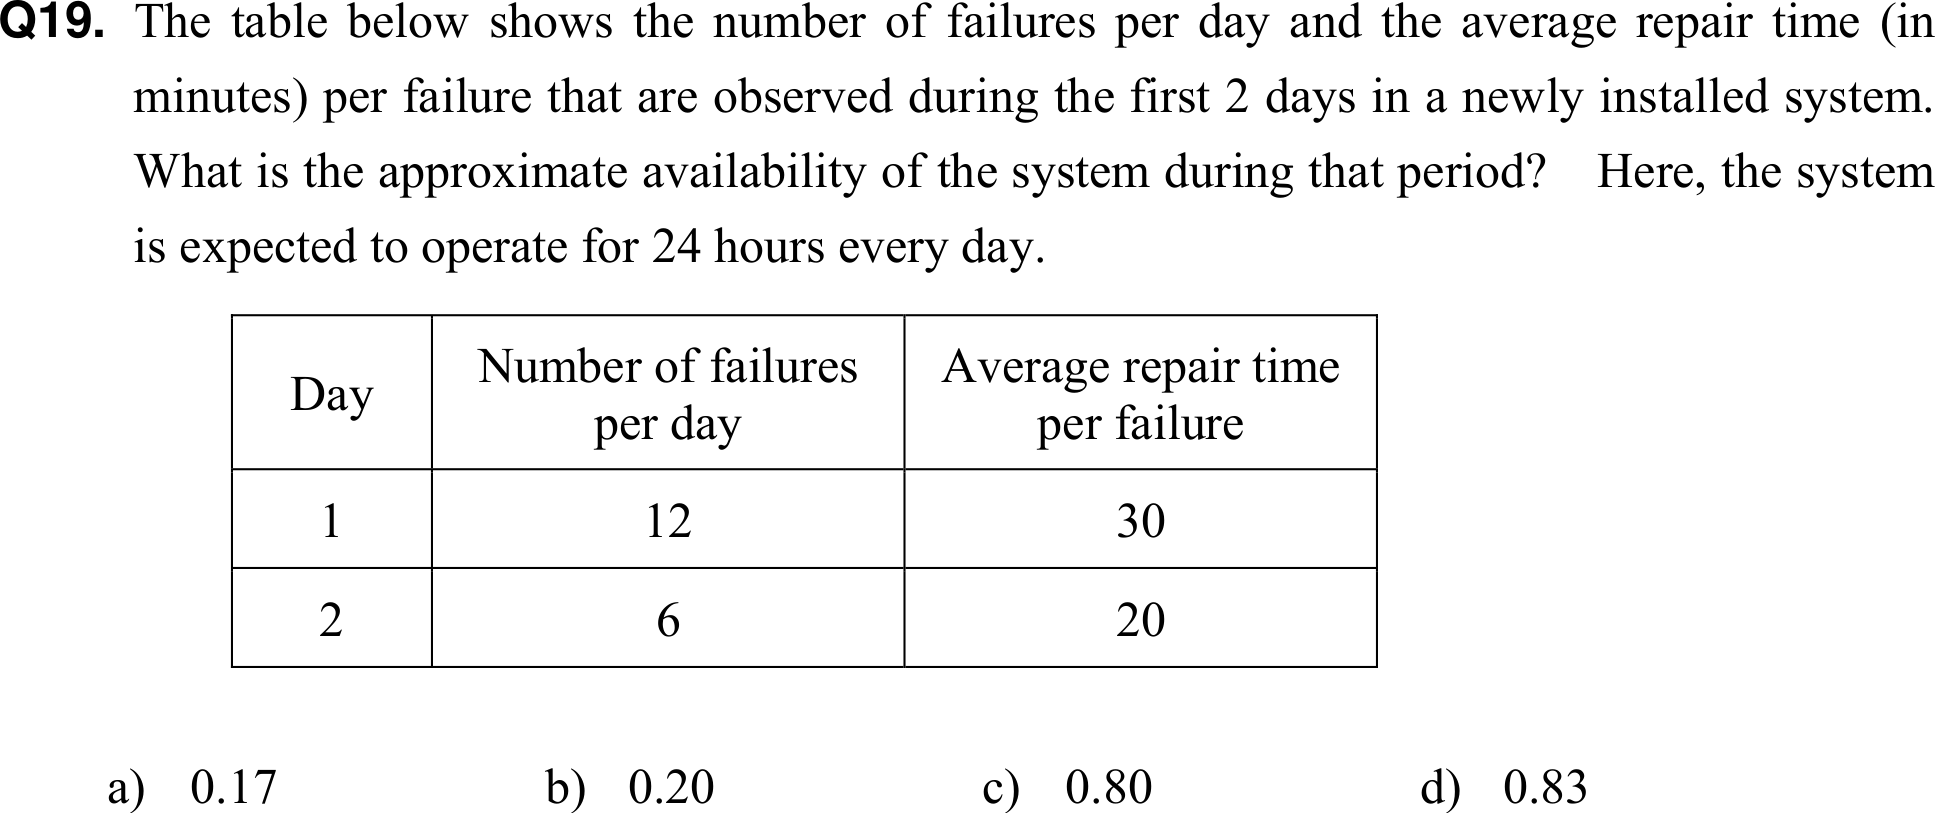 Q19. The table below shows the number of failures per day and the average repair time (in
minutes) per failure that are observed during the first 2 days in a newly installed system.
What is the approximate availability of the system during that period? Here, the system
is expected to operate for 24 hours every day.
Day Number of failures per day Average repair time per failure
1 12 30
2 6 20
a) 0.17 b) 0.20 c) 0.80 d) 0.83